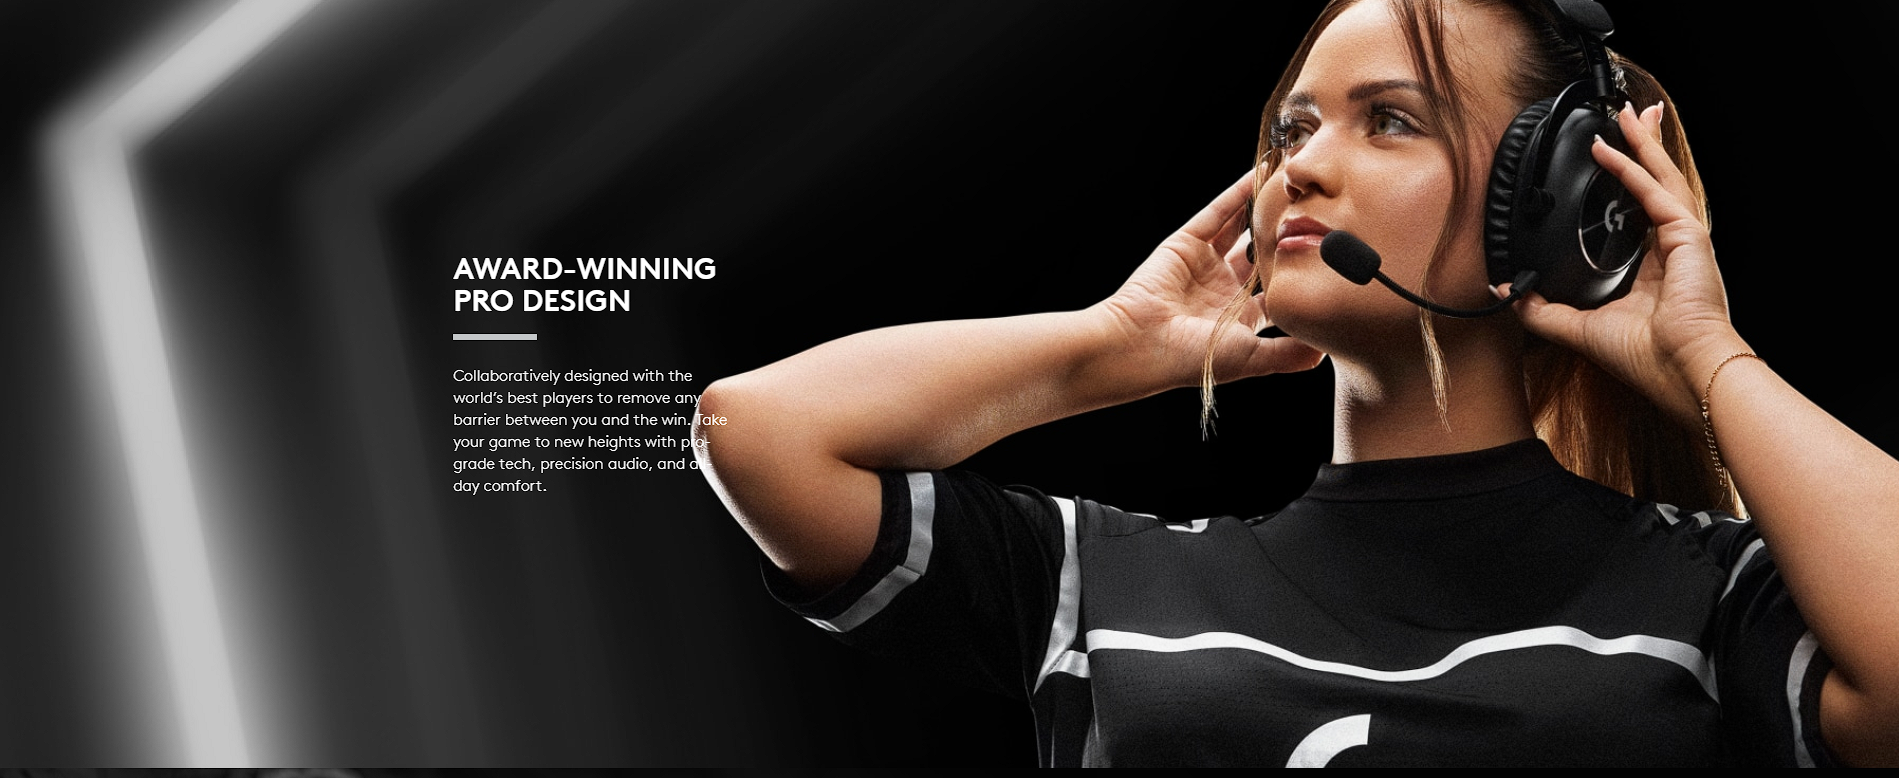 AWARD-WINNING
PRO DESIGN
Collaboratively designed with the
world’s best players to remove any
barrier between you and the win. Take
your game to new heights with pro-
grade tech, precision audio, and all-
day comfort.
G